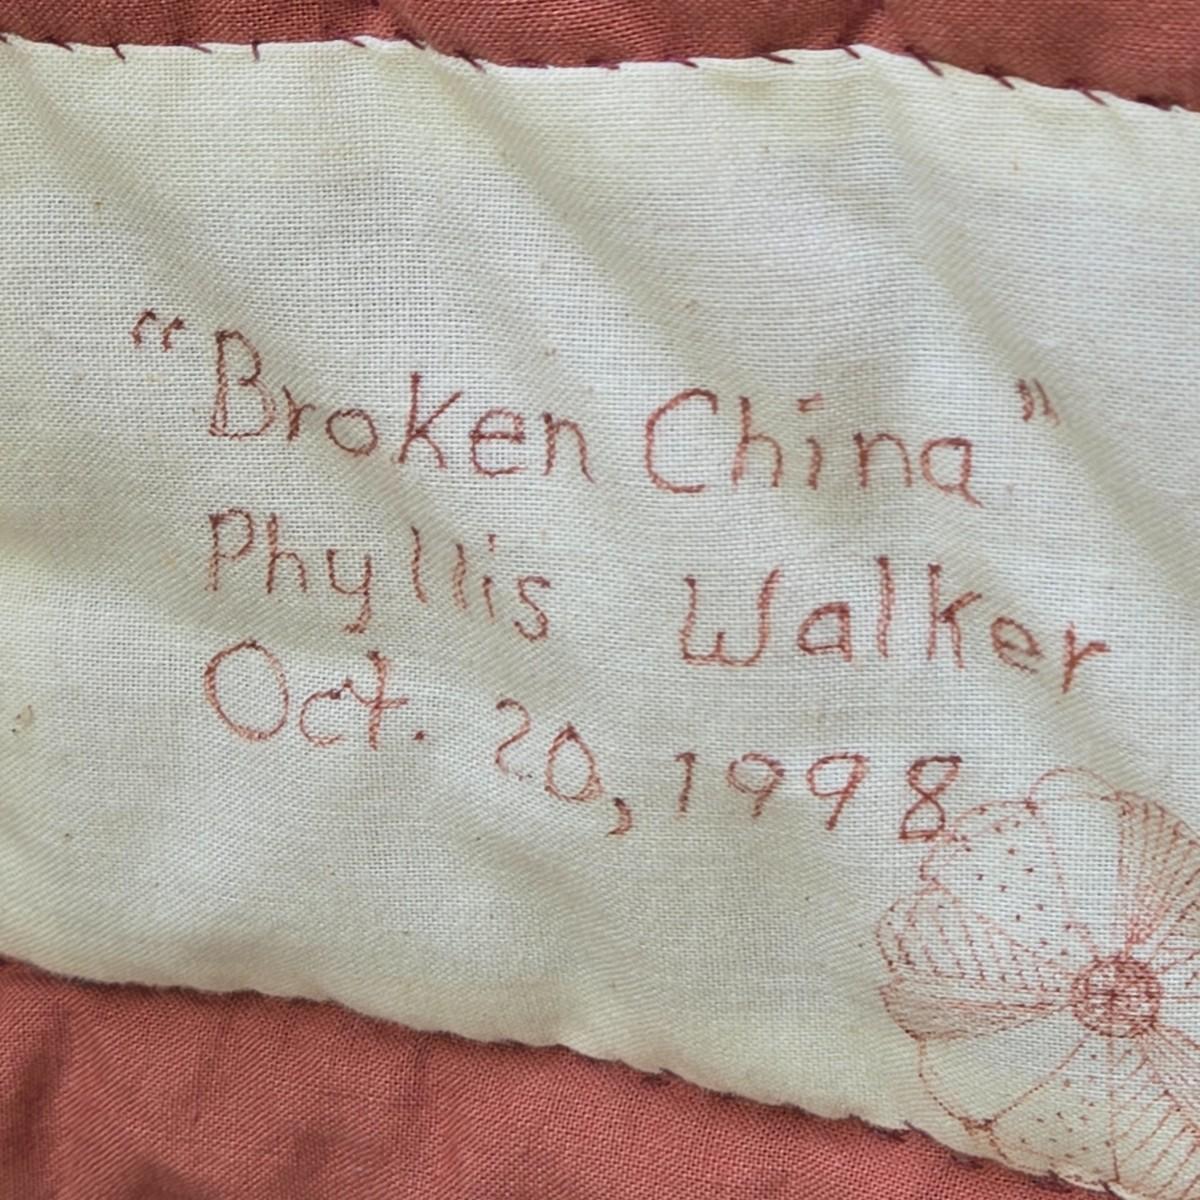 "Broken China"
Phyllis Walker
Oct. 20, 1998